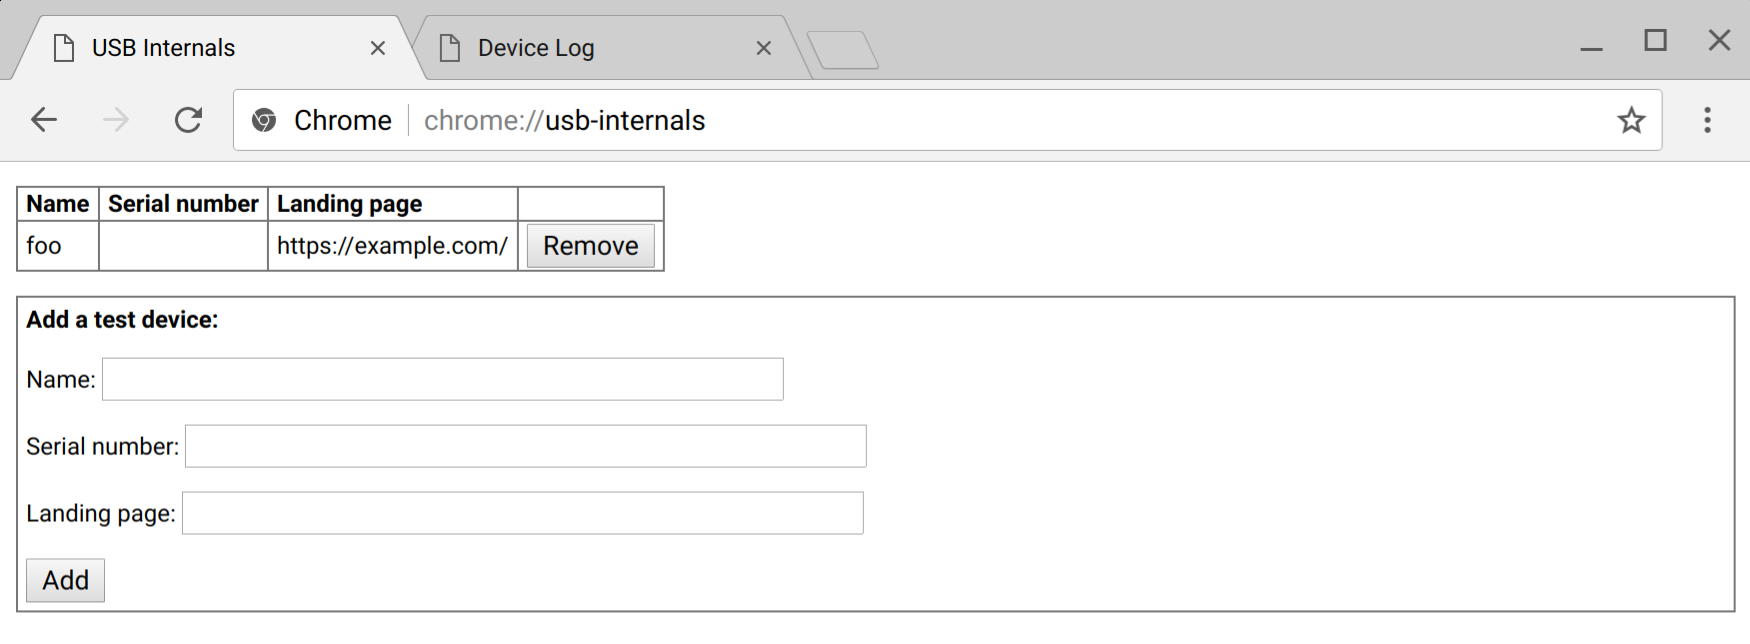 USB Internals
Device Log
Chrome chrome://usb-internals
Name Serial number Landing page
foo https://example.com/ Remove
Add a test device:
Name:
Serial number:
Landing page:
Add